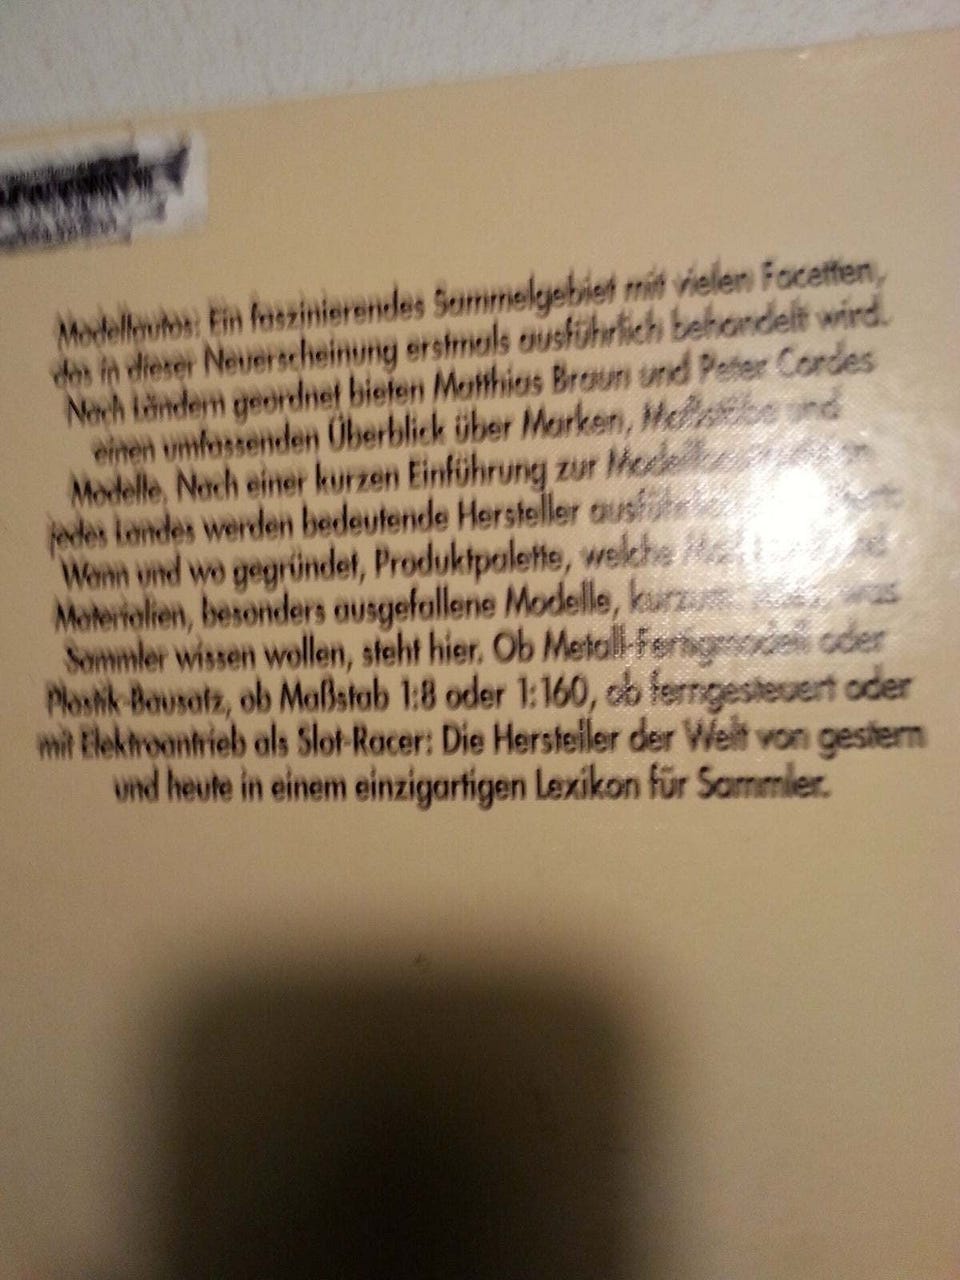 Modellautos: Ein faszinierendes Sammelgebiet mit vielen Facetten,
das in dieser Neuerscheinung erstmals ausführlich behandelt wird.
Nach Ländern geordnet bieten Matthias Braun und Peter Cordes
einen umfassenden Überblick über Marken, Maßstäbe und
Modelle. Nach einer kurzen Einführung zur
jedes Landes werden bedeutende Hersteller
Wann und wo gegründet, Produktpalette, welche
Materialien, besonders ausgefallene Modelle, kurzum: was
Sammler wissen wollen, steht hier. Ob Metall-Fertigmodell oder
Plastik-Bausatz, ob Maßstab 1:8 oder 1:160, ob ferngesteuert oder
mit Elektroantrieb als Slot-Racer: Die Hersteller der Welt von gestern
und heute in einem einzigartigen Lexikon für Sammler.